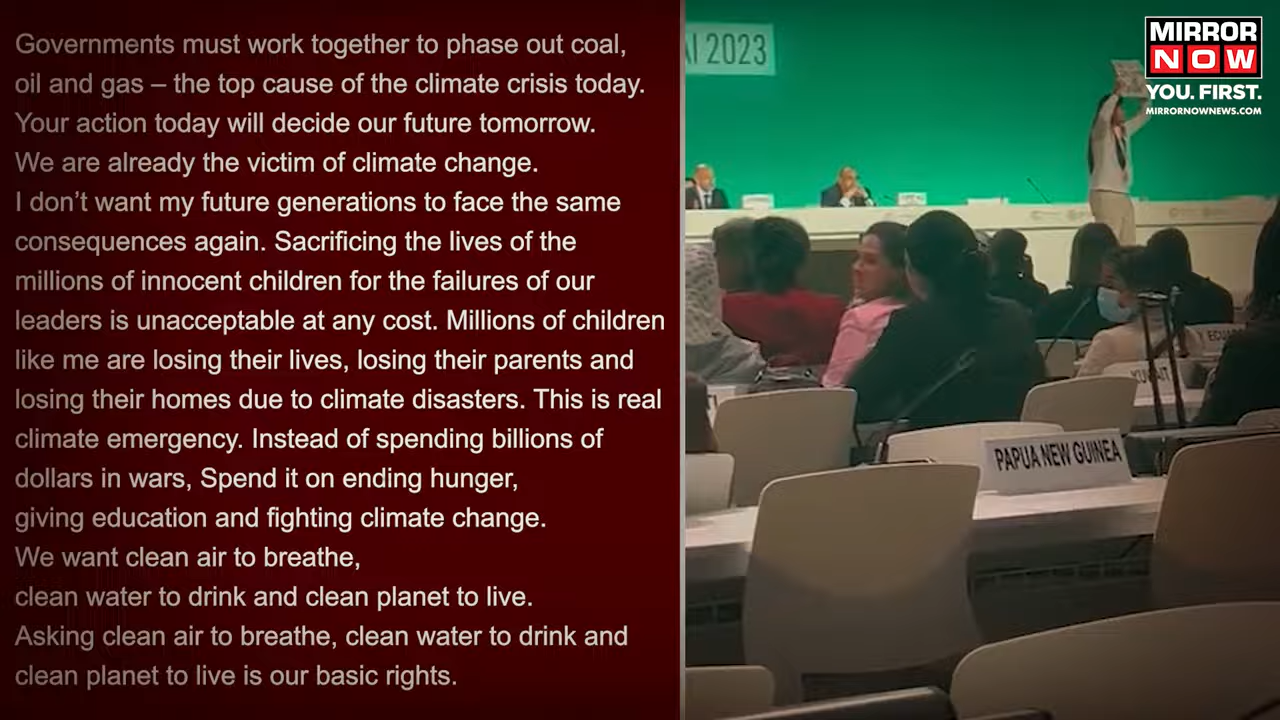 Governments must work together to phase out coal,
oil and gas – the top cause of the climate crisis today.
Your action today will decide our future tomorrow.
We are already the victim of climate change.
I don't want my future generations to face the same
consequences again. Sacrificing the lives of the
millions of innocent children for the failures of our
leaders is unacceptable at any cost. Millions of children
like me are losing their lives, losing their parents and
losing their homes due to climate disasters. This is real
climate emergency. Instead of spending billions of
dollars in wars, Spend it on ending hunger,
giving education and fighting climate change.
We want clean air to breathe,
clean water to drink and clean planet to live.
Asking clean air to breathe, clean water to drink and
clean planet to live is our basic rights.
AI 2023
MIRROR
NOW
YOU. FIRST.
MIRRORNOWNEWS.COM
KUWAIT
PAPUA NEW GUINEA